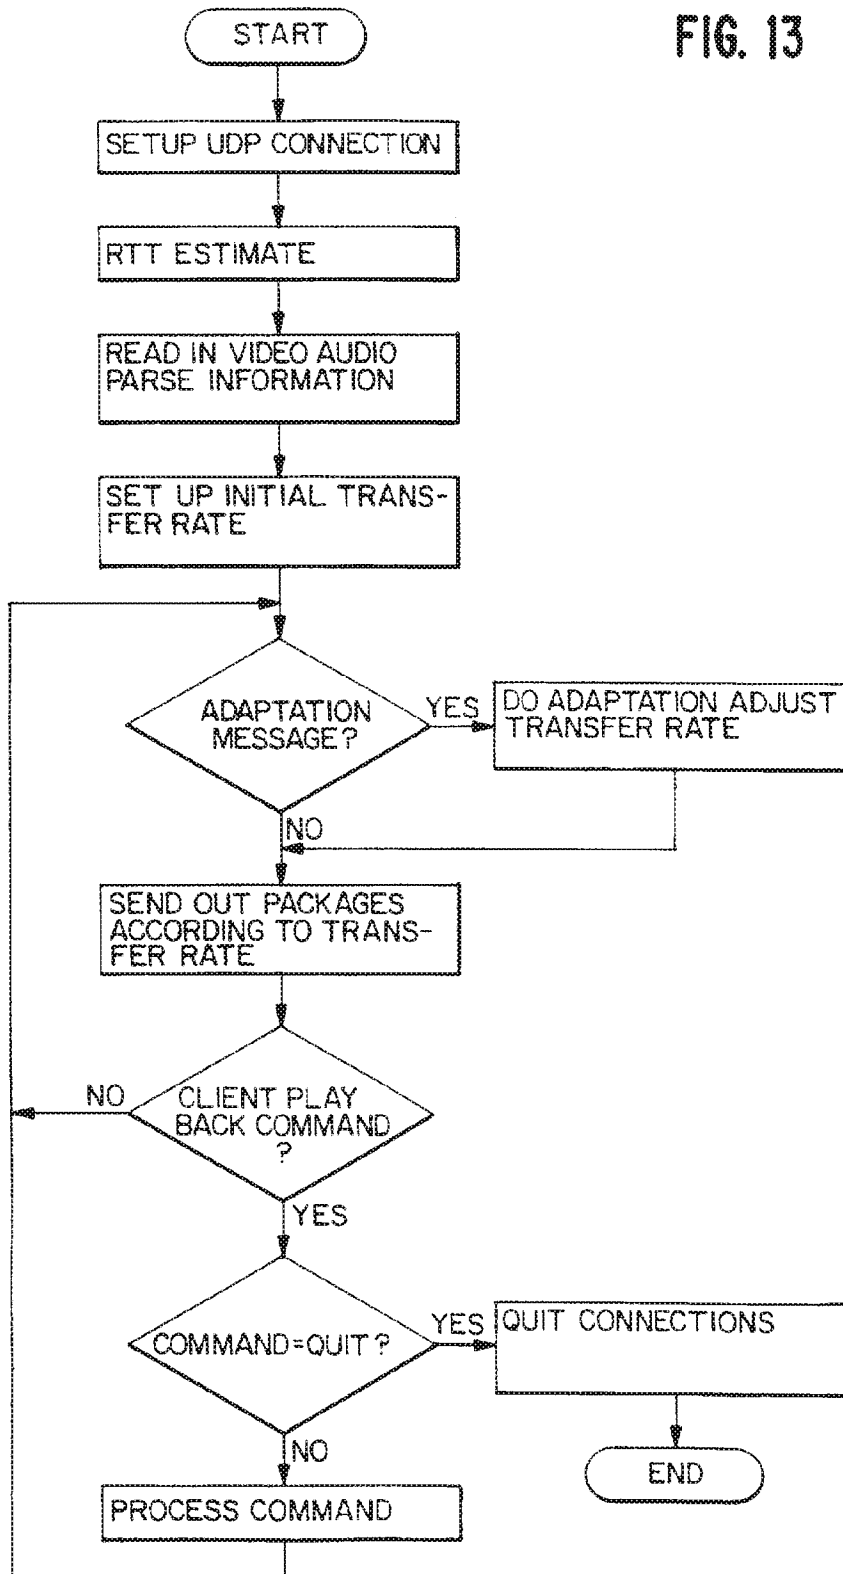 START
FIG. 13
SETUP UDP CONNECTION
RTT ESTIMATE
READ IN VIDEO AUDIO
PARSE INFORMATION
SET UP INITIAL TRANS-
FER RATE
ADAPTATION
MESSAGE?
YES
DO ADAPTATION ADJUST
TRANSFER RATE
NO
SEND OUT PACKAGES
ACCORDING TO TRANS-
FER RATE
NO
CLIENT PLAY
BACK COMMAND
?
YES
COMMAND=QUIT?
YES
QUIT CONNECTIONS
NO
END
PROCESS COMMAND